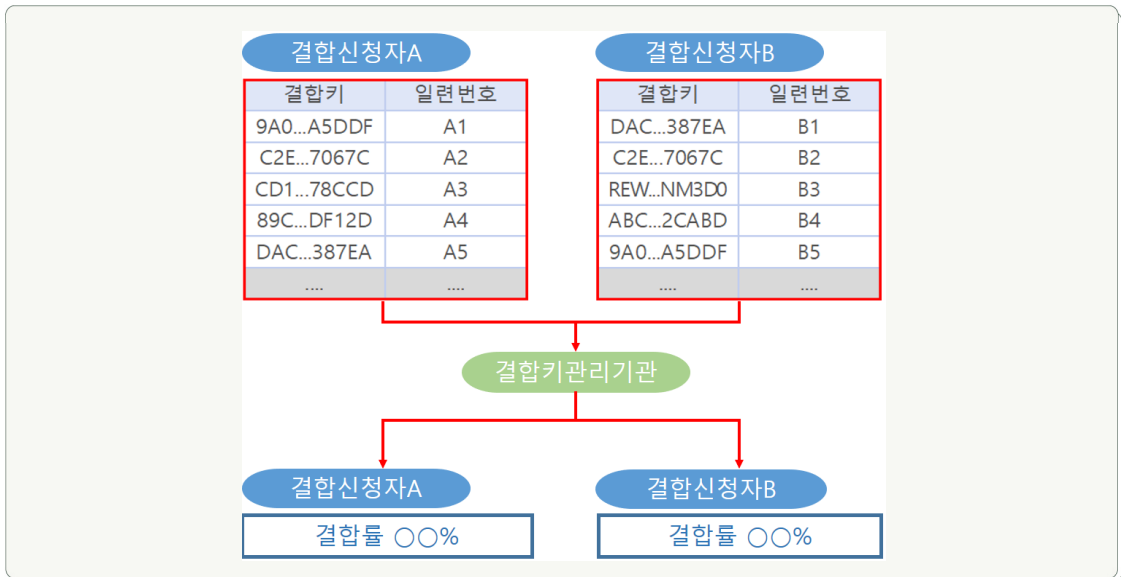 결합신청자A 결합신청자B
결합키 일련번호 결합키 일련번호
9A0...A5DDF A1 DAC...387EA B1
C2E...7067C A2 C2E...7067C B2
CD1...78CCD A3 REW...NM3D0 B3
89C...DF12D A4 ABC...2CABD B4
DAC...387EA A5 9A0...A5DDF B5
.... .... .... ....
결합키관리기관
결합신청자A 결합신청자B
결합률 ○○% 결합률 ○○%